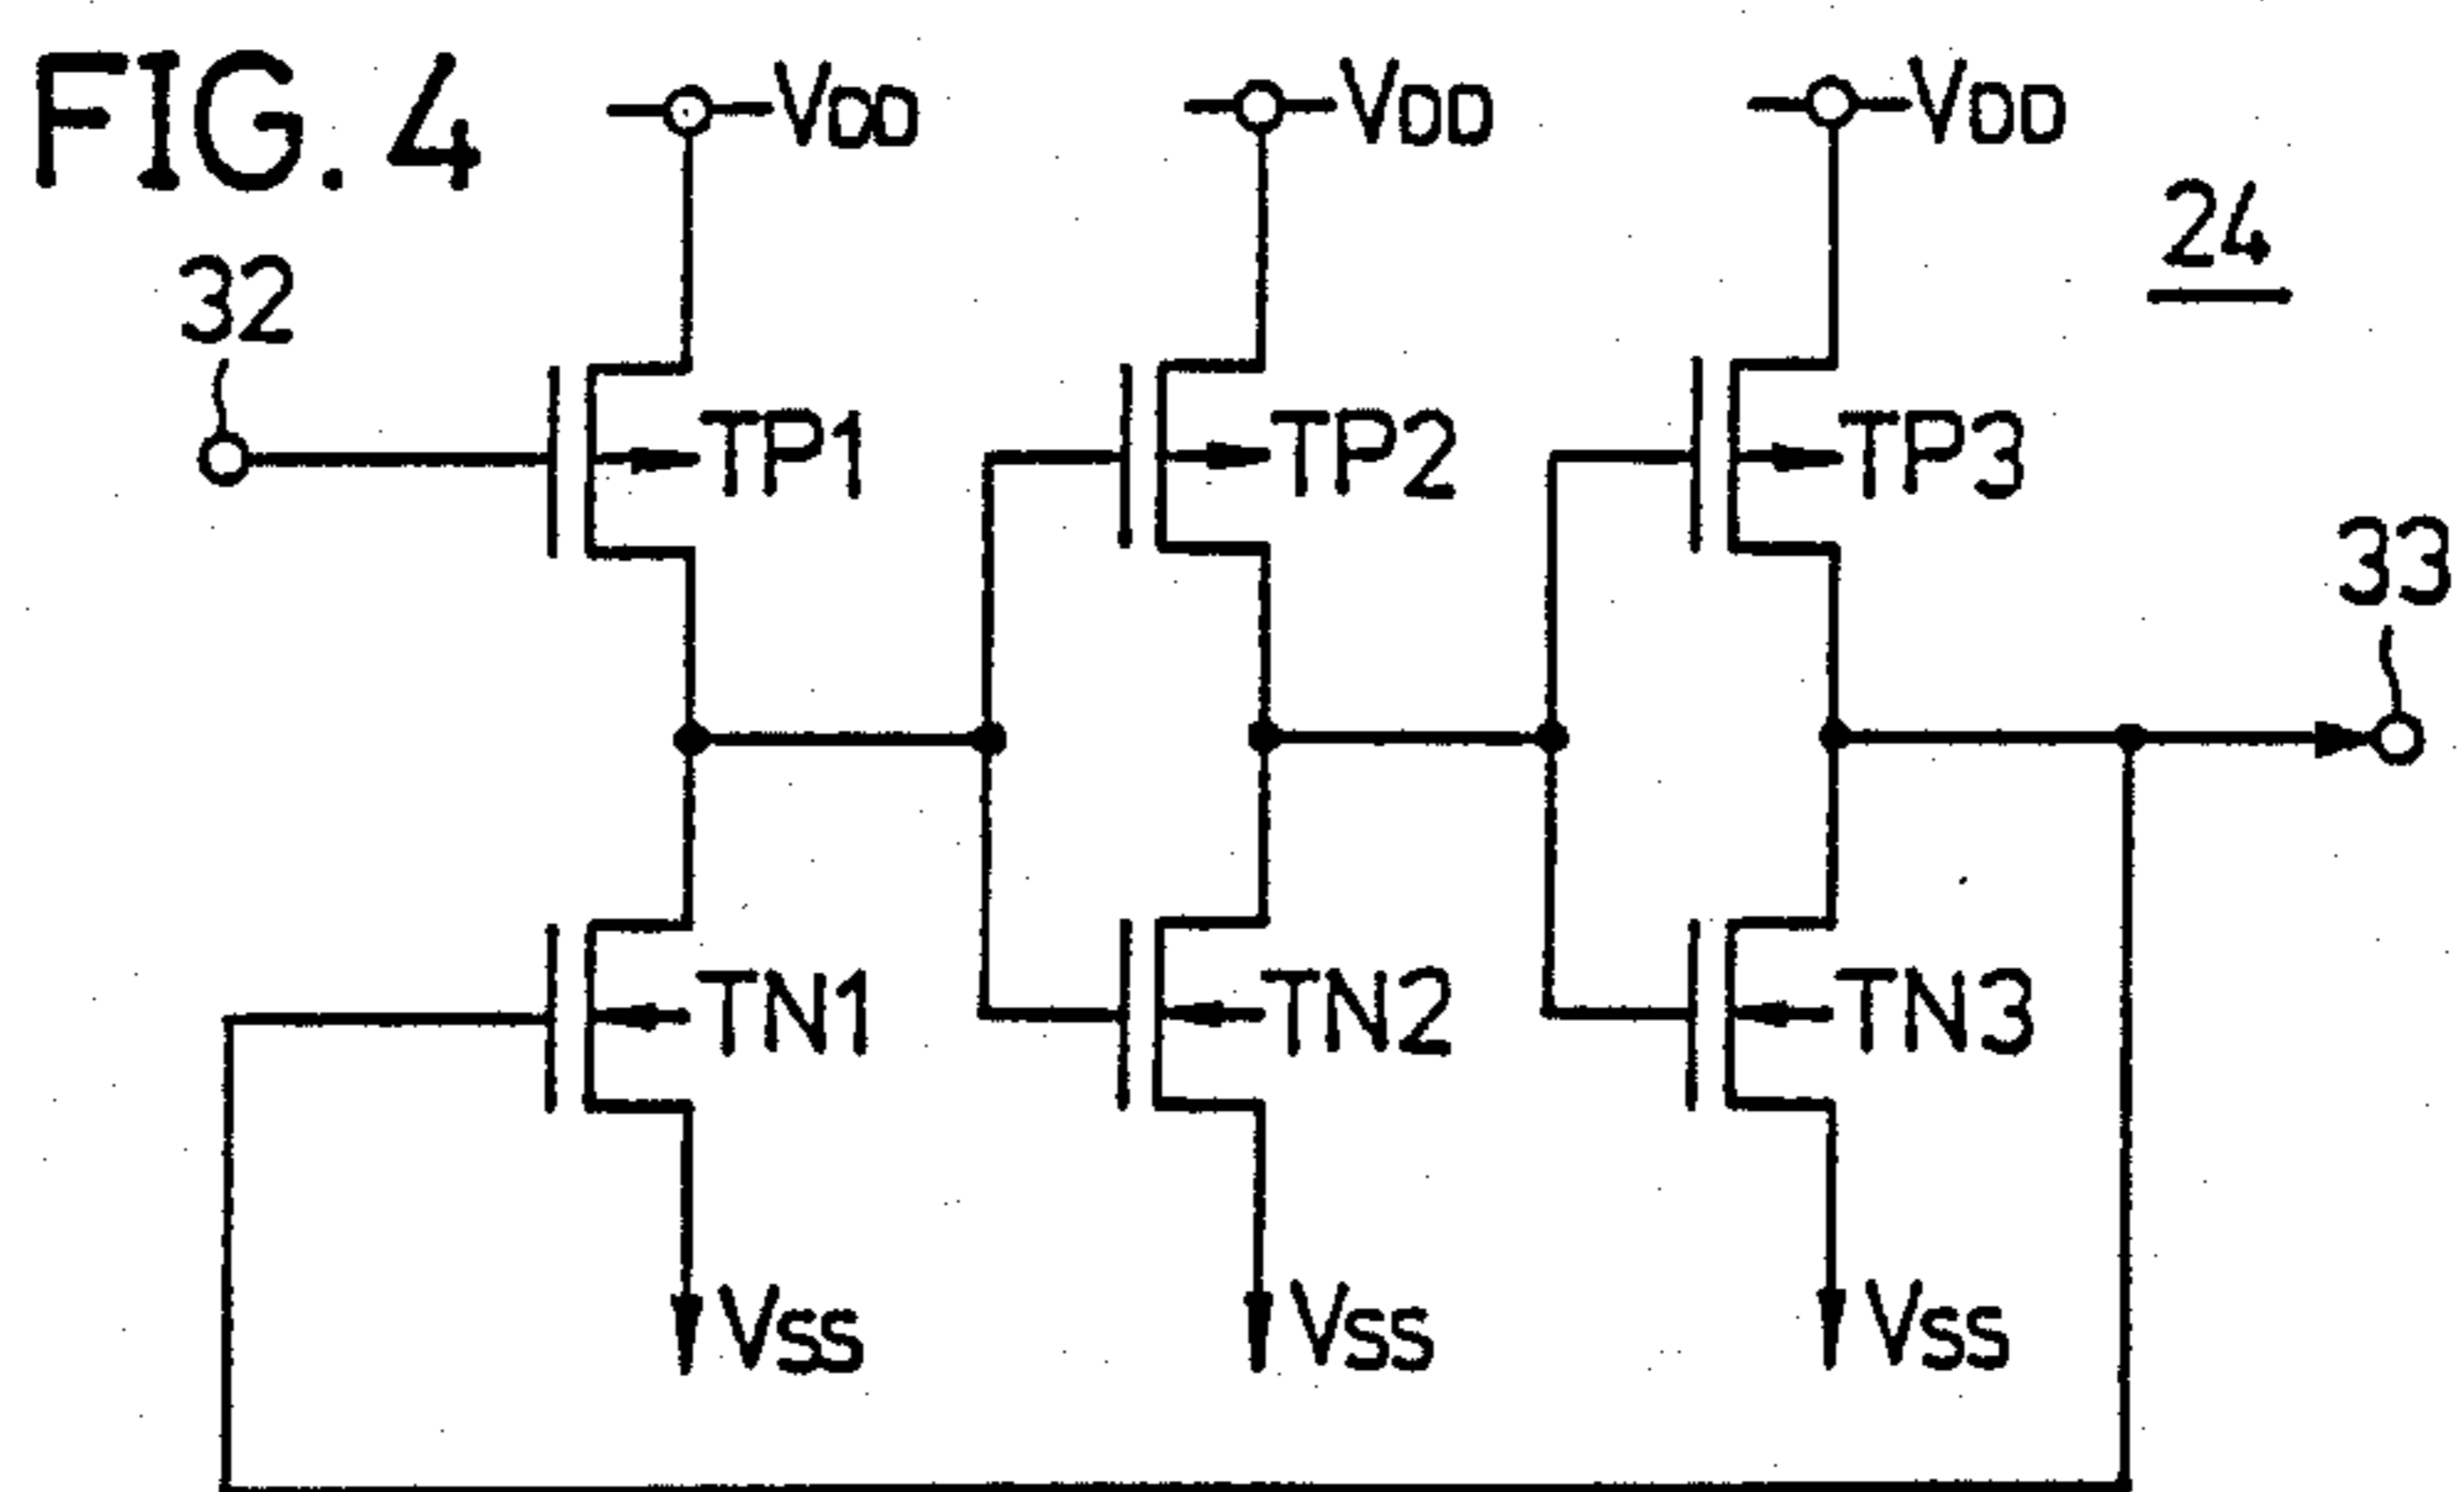 FIG. 4
VDD
VDD
VDD
24
32
TP1
TP2
TP3
33
TN1
TN2
TN3
VSS
VSS
VSS